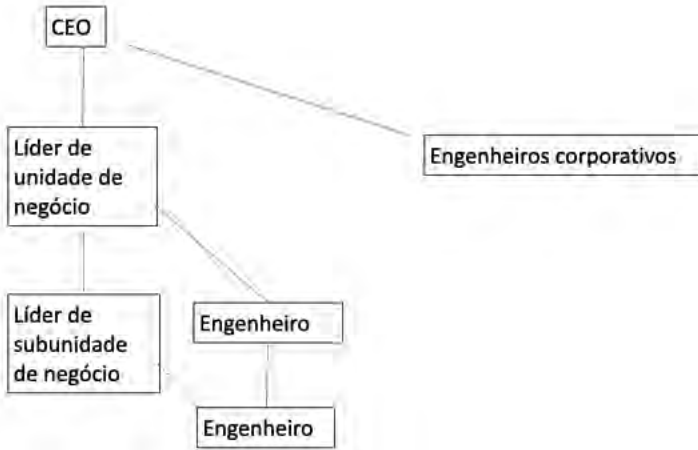 CEO
Líder de
unidade de
negócio
Engenheiros corporativos
Líder de
subunidade
de negócio
Engenheiro
Engenheiro